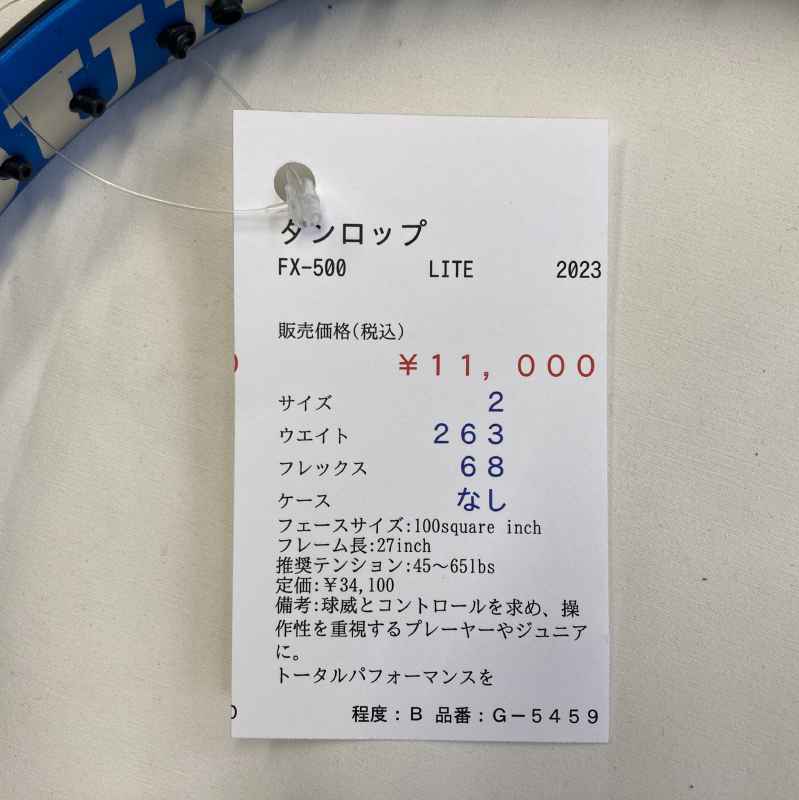 ダンロップ
FX-500 LITE 2023
販売価格(税込)
¥11,000
サイズ 2
ウエイト 263
フレックス 68
ケース なし
フェースサイズ:100square inch
フレーム長:27inch
推奨テンション:45～65lbs
定価:¥34,100
備考:球威とコントロールを求め、操
作性を重視するプレーヤーやジュニア
に。
トータルパフォーマンスを
程度：B 品番：G－5459